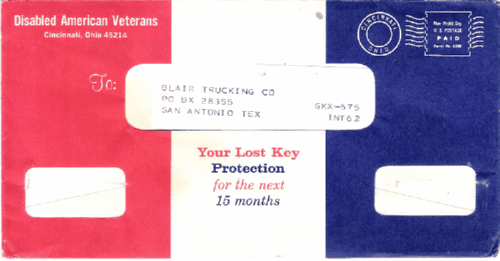 Disabled American Veterans
Cincinnati, Ohio 45214
CINCINNATI
OHIO
Non-Profit Org
U. S. POSTAGE
PAID
To:
BLAIR TRUCKING CO
PO BX 28355
SAN ANTONIO TEX
GKX-675
INT62
Your Lost Key
Protection
for the next
15 months